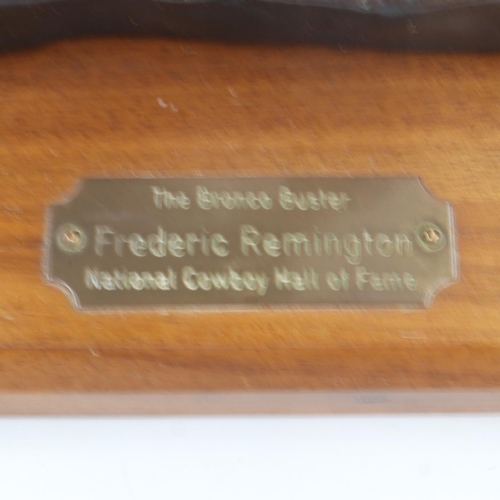 The Bronco Buster
Frederic Remington
National Cowboy Hall of Fame